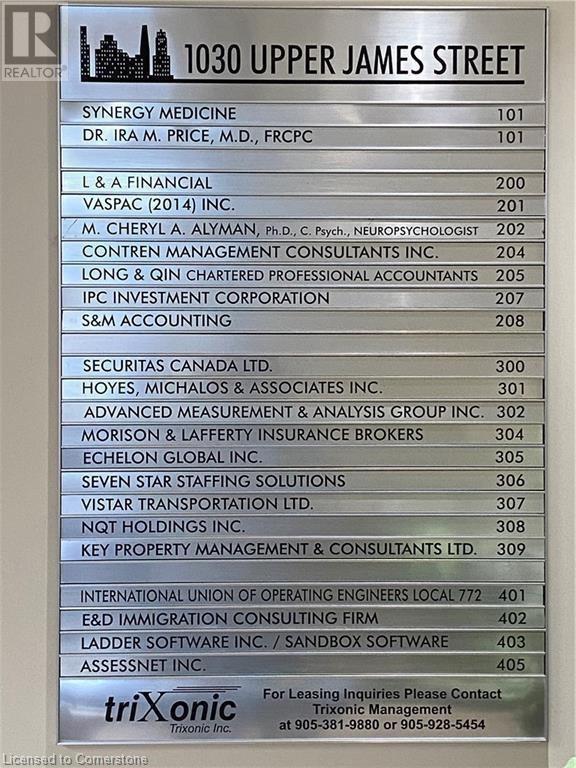 R
REALTOR®
1030 UPPER JAMES STREET
SYNERGY MEDICINE 101
DR. IRA M. PRICE, M.D., FRCPC 101
L & A FINANCIAL 200
VASPAC (2014) INC. 201
M. CHERYL A. ALYMAN, Ph.D., C. Psych., NEUROPSYCHOLOGIST 202
CONTREN MANAGEMENT CONSULTANTS INC. 204
LONG & QIN CHARTERED PROFESSIONAL ACCOUNTANTS 205
IPC INVESTMENT CORPORATION 207
S&M ACCOUNTING 208
SECURITAS CANADA LTD. 300
HOYES, MICHALOS & ASSOCIATES INC. 301
ADVANCED MEASUREMENT & ANALYSIS GROUP INC. 302
MORISON & LAFFERTY INSURANCE BROKERS 304
ECHELON GLOBAL INC. 305
SEVEN STAR STAFFING SOLUTIONS 306
VISTAR TRANSPORTATION LTD. 307
NQT HOLDINGS INC. 308
KEY PROPERTY MANAGEMENT & CONSULTANTS LTD. 309
INTERNATIONAL UNION OF OPERATING ENGINEERS LOCAL 772 401
E&D IMMIGRATION CONSULTING FIRM 402
LADDER SOFTWARE INC. / SANDBOX SOFTWARE 403
ASSESSNET INC. 405
triXonic
Trixonic Inc.
For Leasing Inquiries Please Contact
Trixonic Management
at 905-381-9880 or 905-928-5454
Licensed to Cornerstone